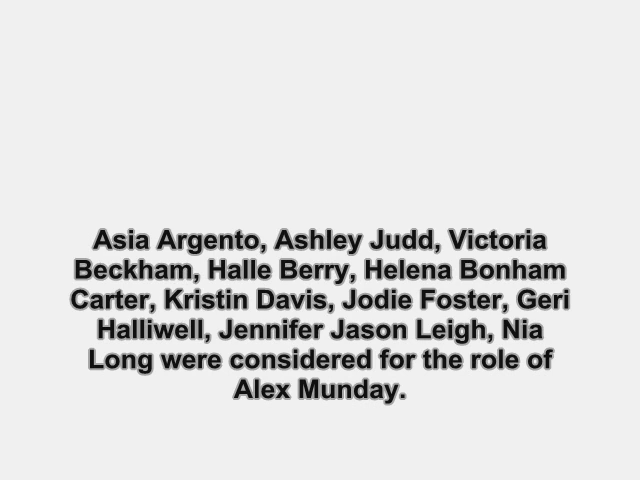 Asia Argento, Ashley Judd, Victoria
Beckham, Halle Berry, Helena Bonham
Carter, Kristin Davis, Jodie Foster, Geri
Halliwell, Jennifer Jason Leigh, Nia
Long were considered for the role of
Alex Munday.